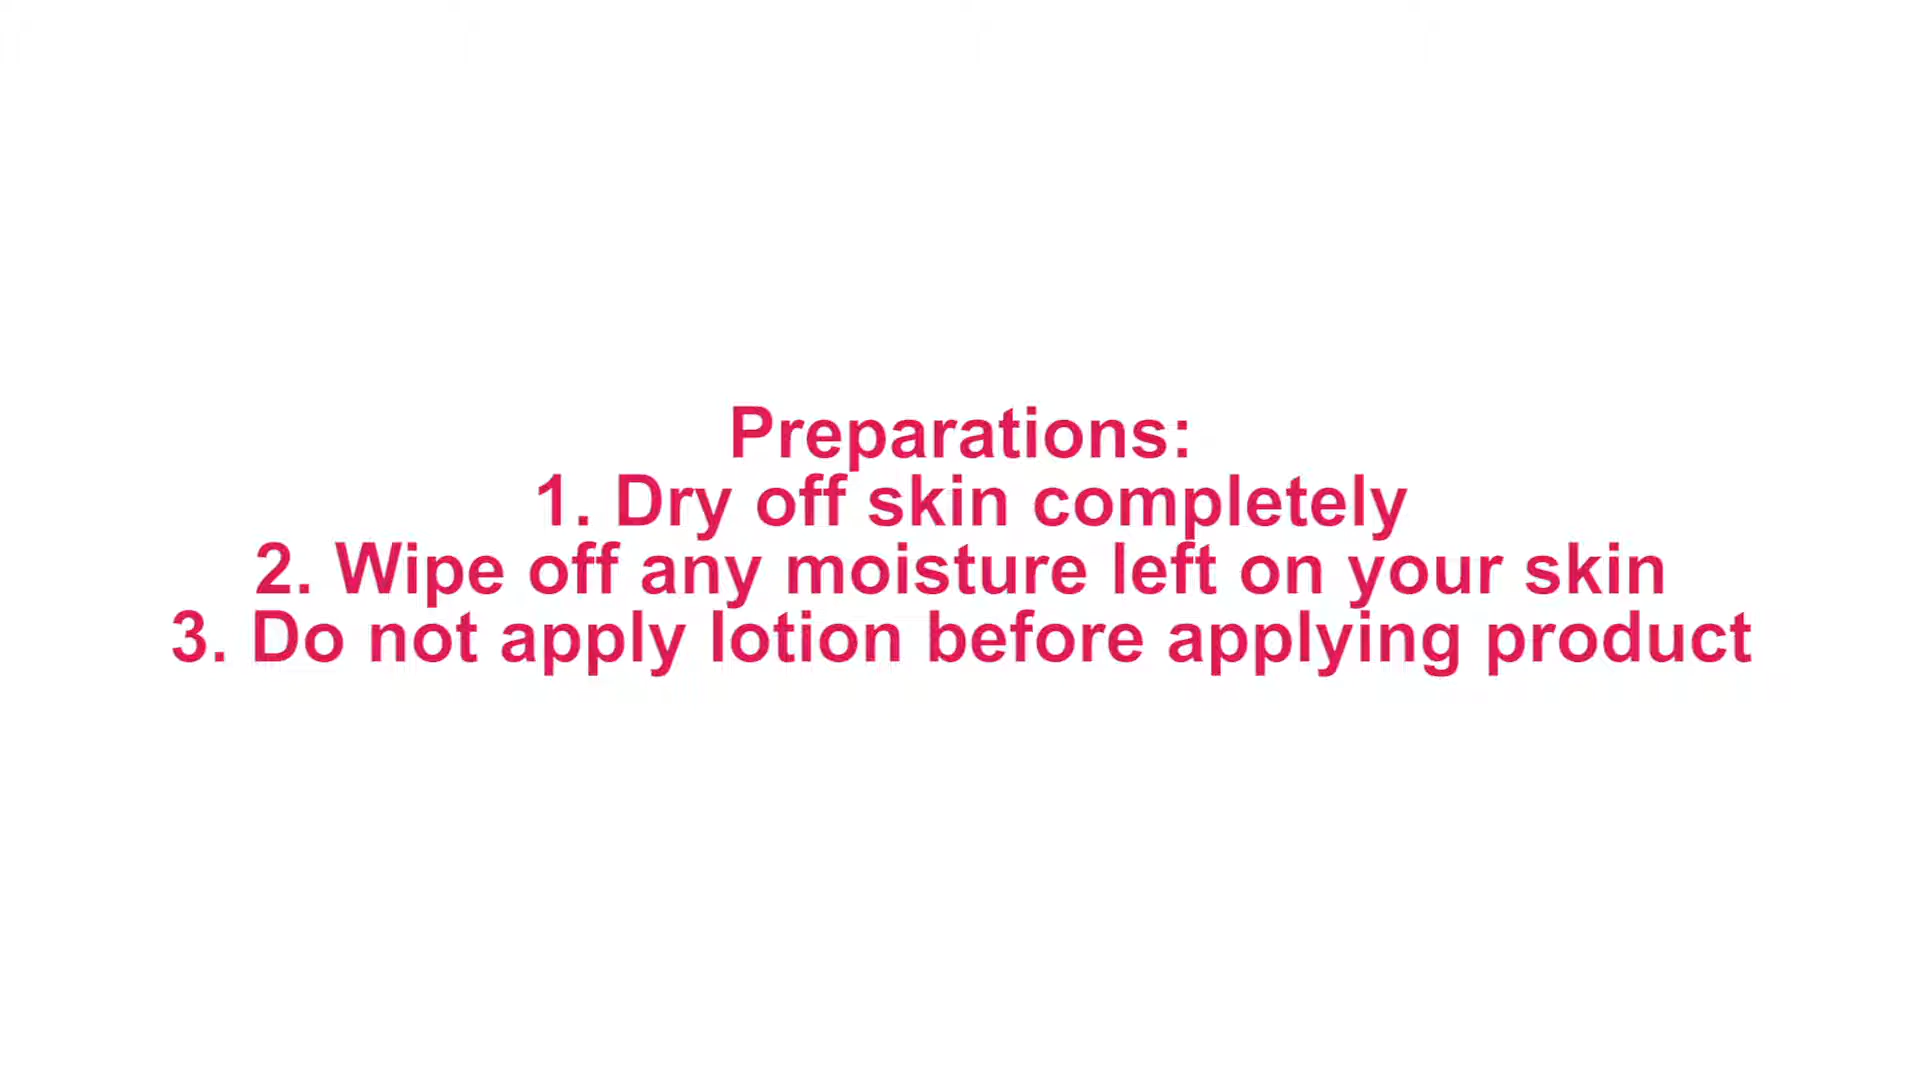 Preparations:
1. Dry off skin completely
2. Wipe off any moisture left on your skin
3. Do not apply lotion before applying product